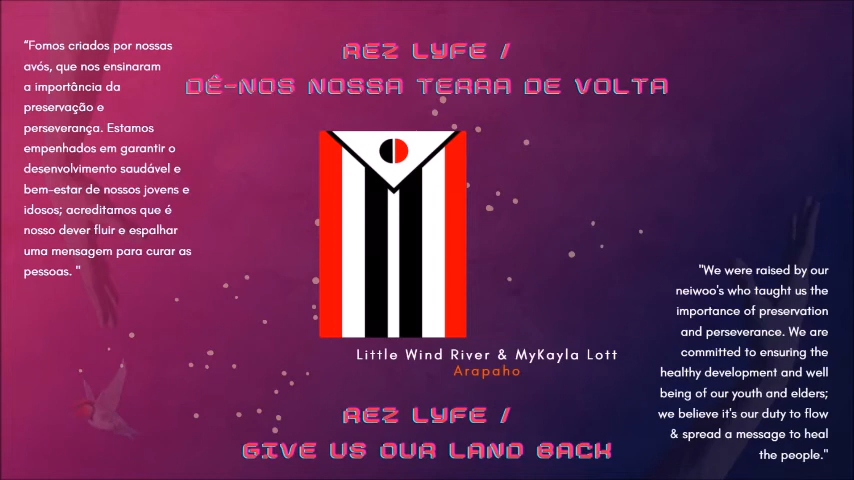 “Fomos criados por nossas
avós, que nos ensinaram
a importância da
preservação e
perseverança. Estamos
empenhados em garantir o
desenvolvimento saudável e
bem-estar de nossos jovens e
idosos; acreditamos que é
nosso dever fluir e espalhar
uma mensagem para curar as
pessoas. "
REZ LYFE /
DÊ-NOS NOSSA TERRA DE VOLTA
Little Wind River & MyKayla Lott
Arapaho
REZ LYFE /
GIVE US OUR LAND BACK
"We were raised by our
neiwoo's who taught us the
importance of preservation
and perseverance. We are
committed to ensuring the
healthy development and well
being of our youth and elders;
we believe it's our duty to flow
& spread a message to heal
the people."